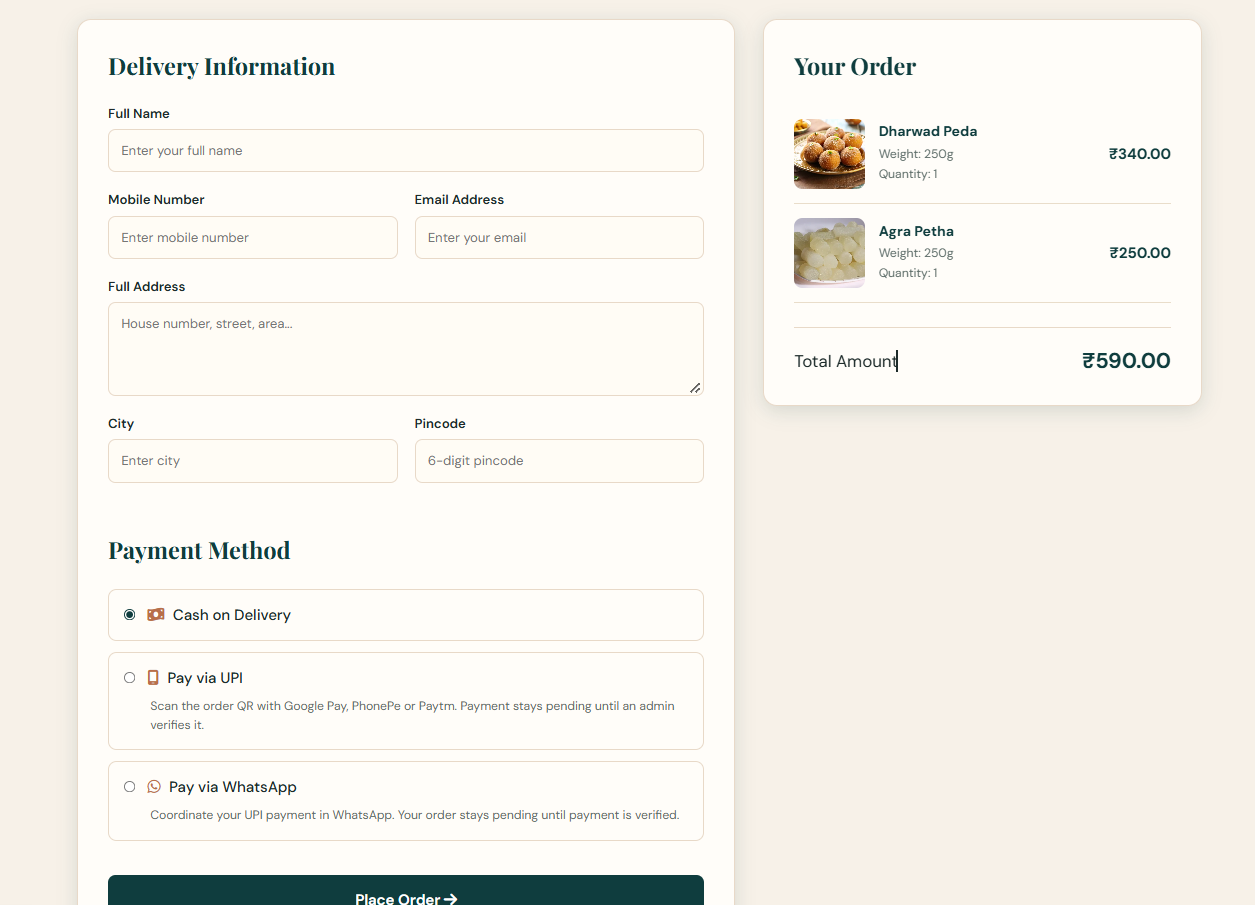 Delivery Information
Full Name
Enter your full name
Mobile Number
Email Address
Enter mobile number
Enter your email
Full Address
House number, street, area...
City
Pincode
Enter city
6-digit pincode
Payment Method
Cash on Delivery
Pay via UPI
Scan the order QR with Google Pay, PhonePe or Paytm. Payment stays pending until an admin
verifies it.
Pay via WhatsApp
Coordinate your UPI payment in WhatsApp. Your order stays pending until payment is verified.
Place Order →
Your Order
Dharwad Peda
Weight: 250g
Quantity: 1
₹340.00
Agra Petha
Weight: 250g
Quantity: 1
₹250.00
Total Amount
₹590.00